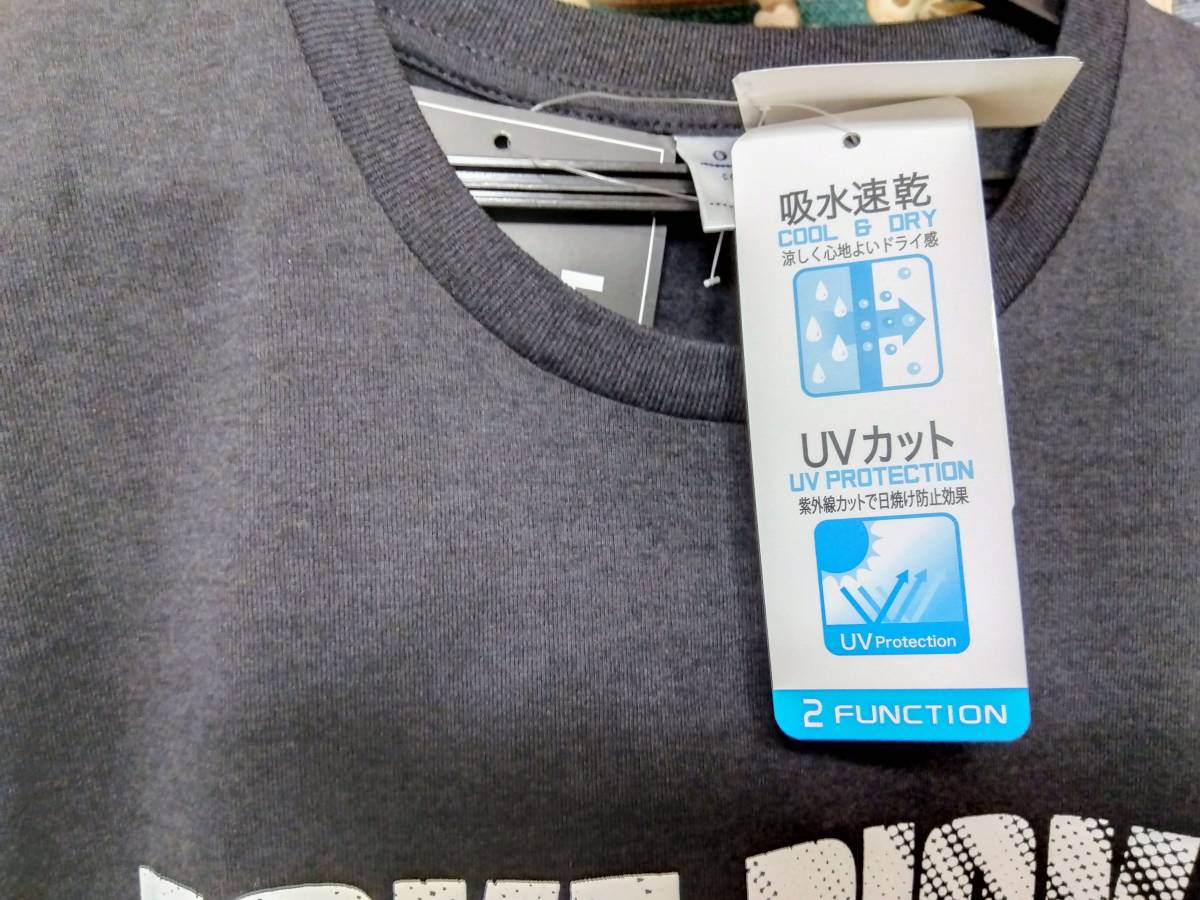 吸水速乾
COOL & DRY
涼しく心地よいドライ感
UVカット
UV PROTECTION
紫外線カットで日焼け防止効果
UV Protection
2 FUNCTION